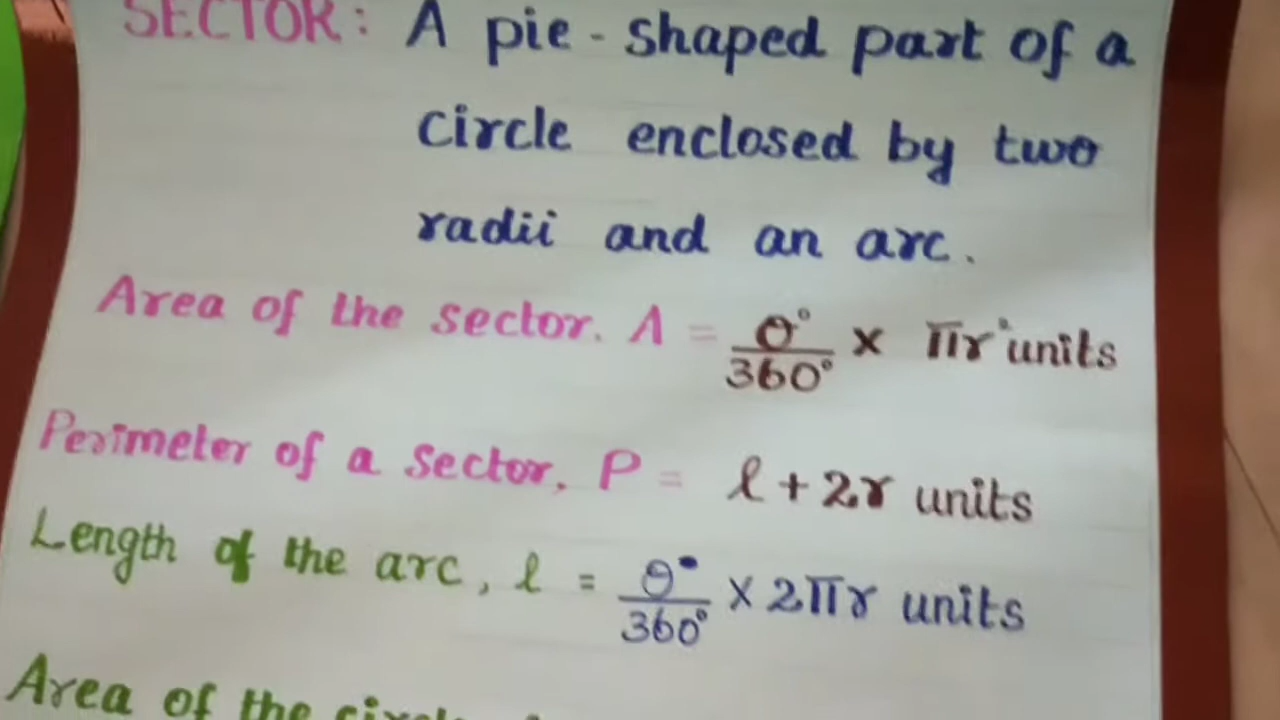 SECTOR: A pie-shaped part of a
circle enclosed by two
radii and an arc.
Area of the sector. A = θ°/360° × πr² units
Perimeter of a sector, P = l+2r units
Length of the arc, l = θ°/360° × 2πr units
Area of the